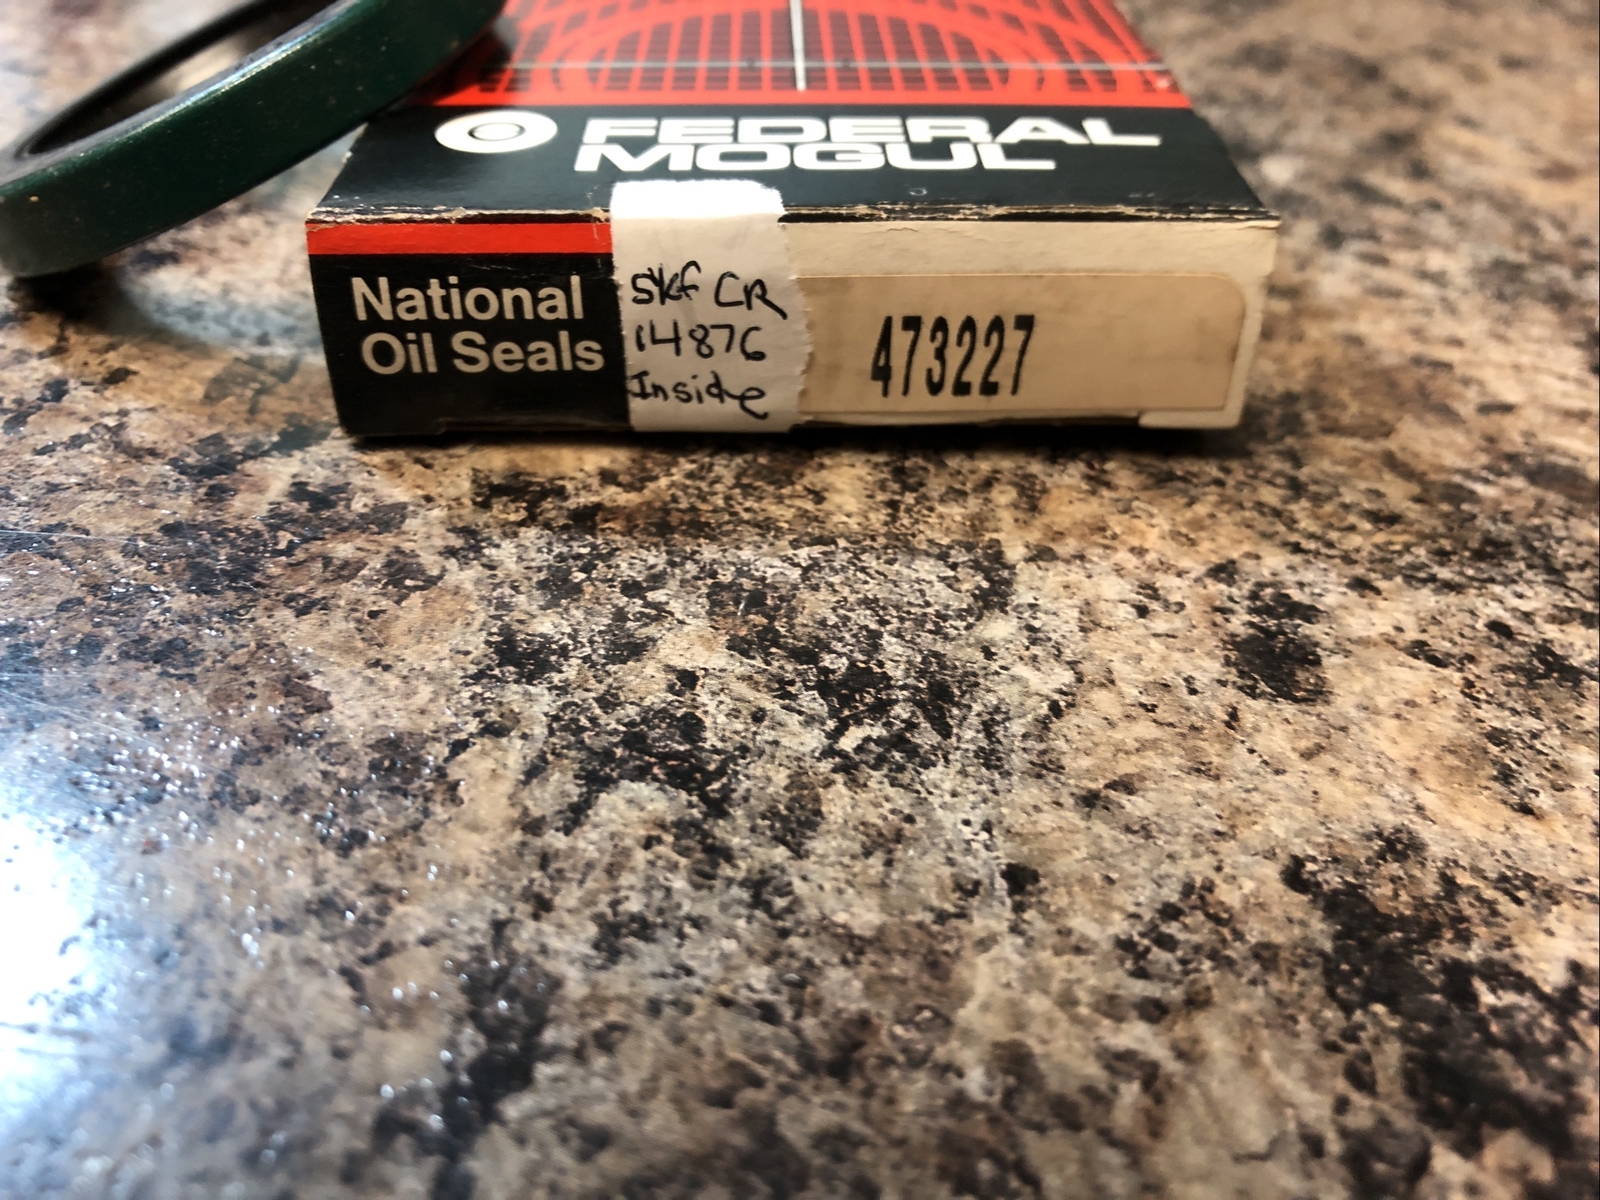 FEDERAL
MOGUL
National
Oil Seals
skf CR
14876
Inside
473227